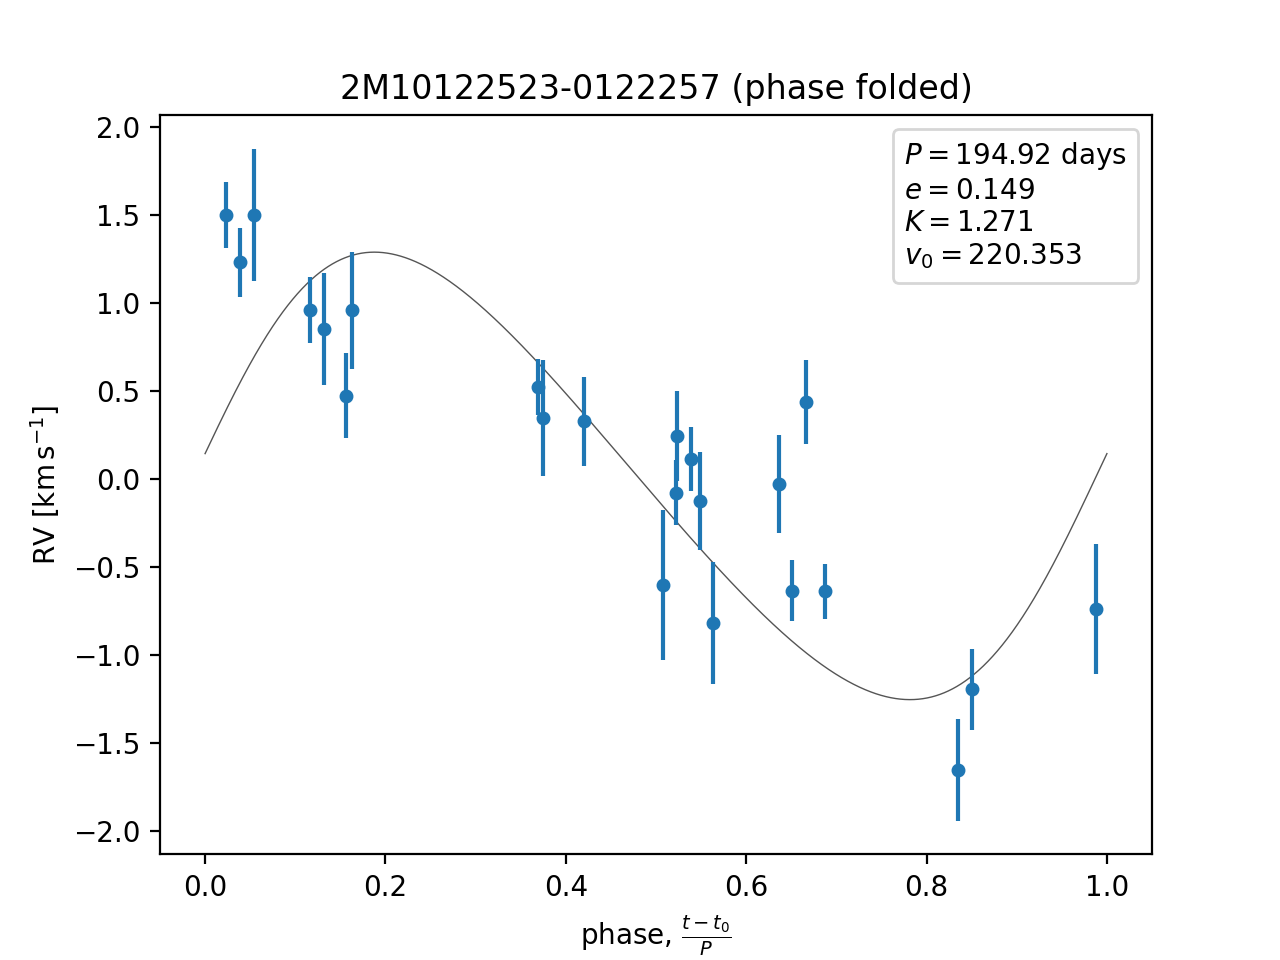 2M10122523-0122257 (phase folded)
P = 194.92 days
e = 0.149
K = 1.271
v₀ = 220.353
RV [km s⁻¹]
2.0
1.5
1.0
0.5
0.0
−0.5
−1.0
−1.5
−2.0
0.0 0.2 0.4 0.6 0.8 1.0
phase, (t − t₀)/P